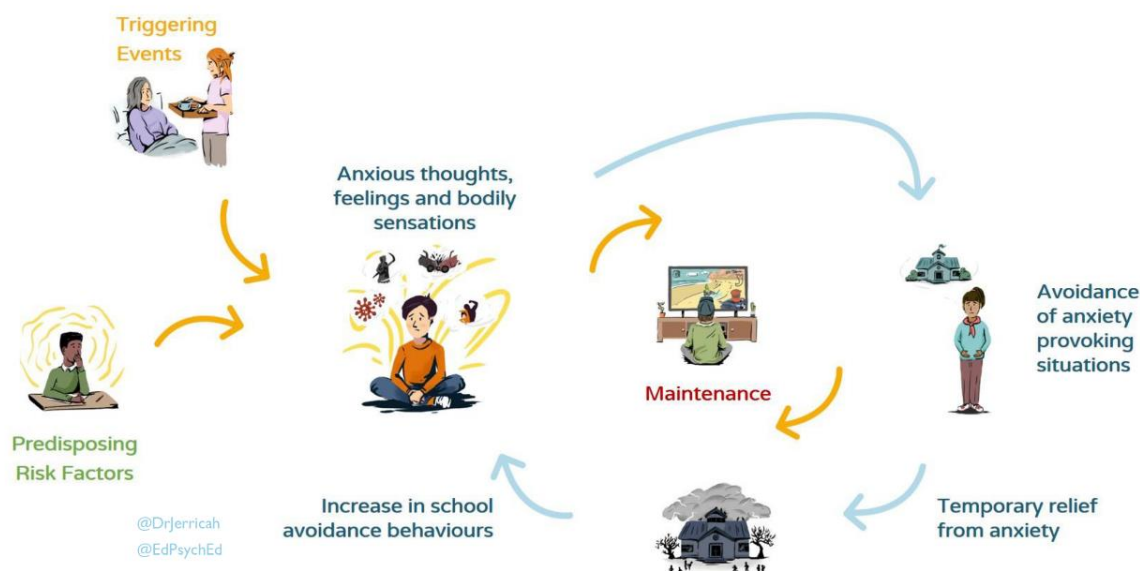 Triggering
Events
Anxious thoughts,
feelings and bodily
sensations
Avoidance
of anxiety
provoking
situations
Maintenance
Predisposing
Risk Factors
Increase in school
avoidance behaviours
Temporary relief
from anxiety
@DrJerricah
@EdPsychEd